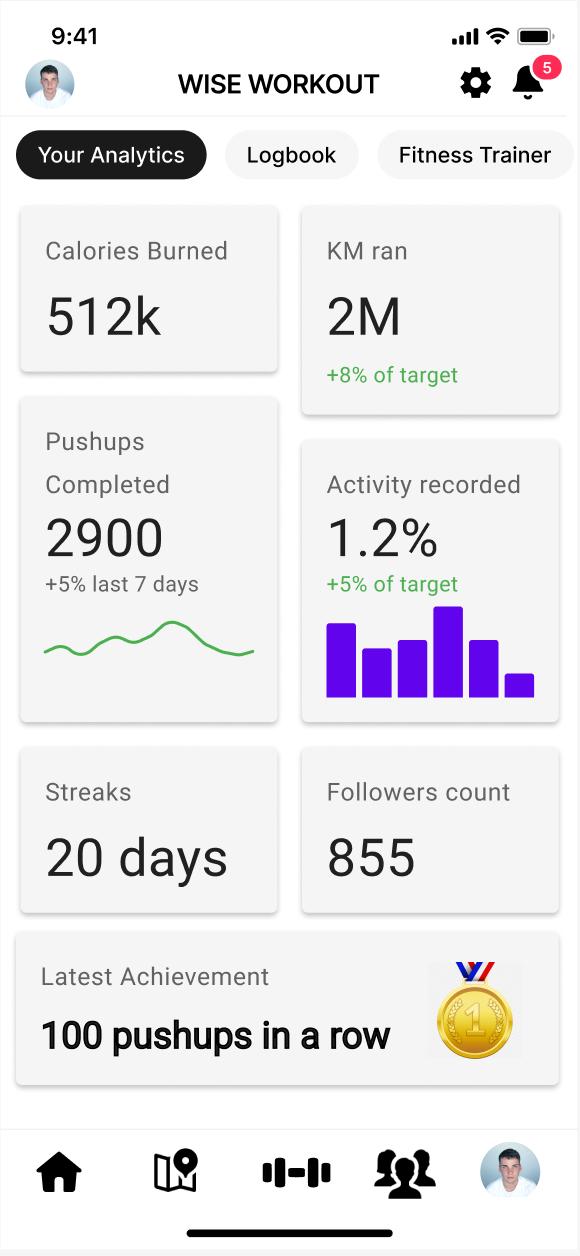 9:41
WISE WORKOUT
5
Your Analytics
Logbook
Fitness Trainer
Calories Burned
512k
KM ran
2M
+8% of target
Pushups
Completed
2900
+5% last 7 days
Activity recorded
1.2%
+5% of target
Streaks
20 days
Followers count
855
Latest Achievement
100 pushups in a row
1